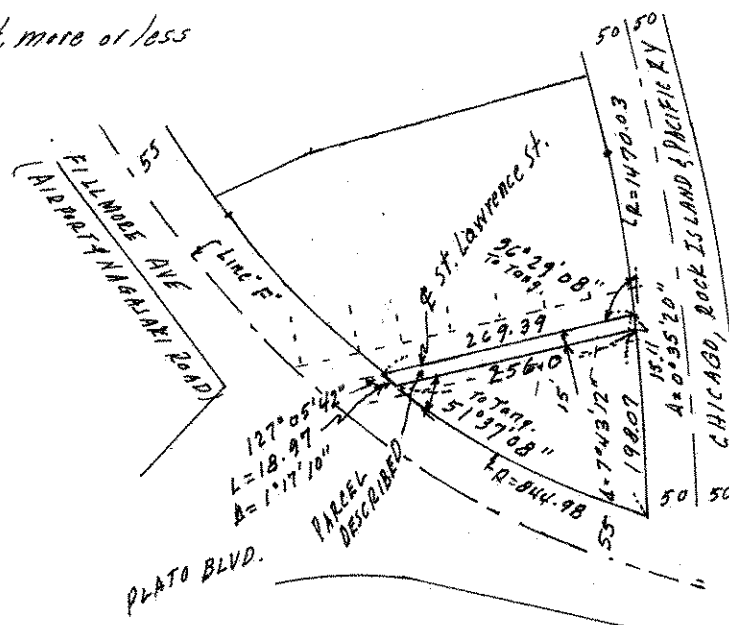 t, more or less
50 50
55
FILLMORE AVE
(AIRPORT & NAGASAKI ROAD)
LINE "F"
℄ St. Lawrence St.
R=1470.03
CHICAGO, ROCK ISLAND & PACIFIC RY
96°29'08"
To Tang.
269.39
256.0
15'
15.11
Δ=0°35'20"
127°05'42"
L=18.97
Δ=1°17'10"
To Tang.
51°37'08"
Δ=7°43'12"
198.07
R=844.98
PARCEL
DESCRIBED
55
50 50
PLATO BLVD.